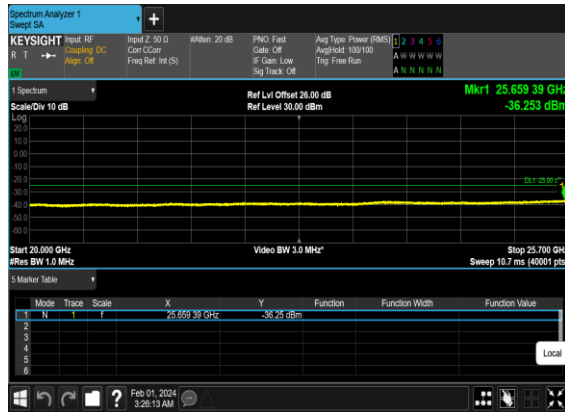 Spectrum Analyzer 1
Swept SA
+
KEYSIGHT Input: RF Input Z: 50 Ω #Atten: 20 dB PNO: Fast Avg Type: Power (RMS) 1 2 3 4 5 6
R T Coupling: DC Corr CCorr Gate: Off Avg|Hold: 100/100 A W W W W W
Align: Off Freq Ref: Int (S) IF Gain: Low Trig: Free Run
LW Sig Track: Off A N N N N N
1 Spectrum Ref Lvl Offset 26.00 dB Mkr1 25.659 39 GHz
Scale/Div 10 dB Ref Level 30.00 dBm -36.253 dBm
Log
20.0
10.0
0.00
-10.0
-20.0
DL1 -25.00
-30.0
-40.0
-50.0
-60.0
Start 20.000 GHz Video BW 3.0 MHz* Stop 25.700 GHz
#Res BW 1.0 MHz Sweep 10.7 ms (40001 pts
5 Marker Table
Mode Trace Scale X Y Function Function Width Function Value
1 N 1 f 25.659 39 GHz -36.25 dBm
2
3
4
5
6
Local
? Feb 01, 2024
3:26:13 AM